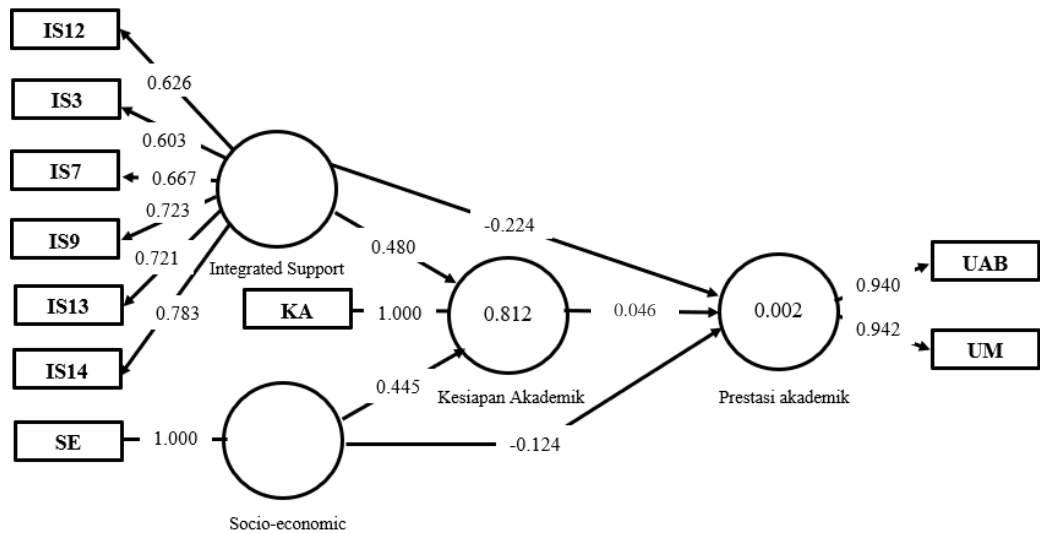 IS12
0.626
IS3
0.603
IS7
0.667
IS9
0.723
IS13
0.721
IS14
0.783
SE
1.000
Integrated Support
-0.224
0.480
KA
1.000
0.812
Kesiapan Akademik
0.046
0.445
-0.124
Socio-economic
0.002
Prestasi akademik
0.940
UAB
0.942
UM